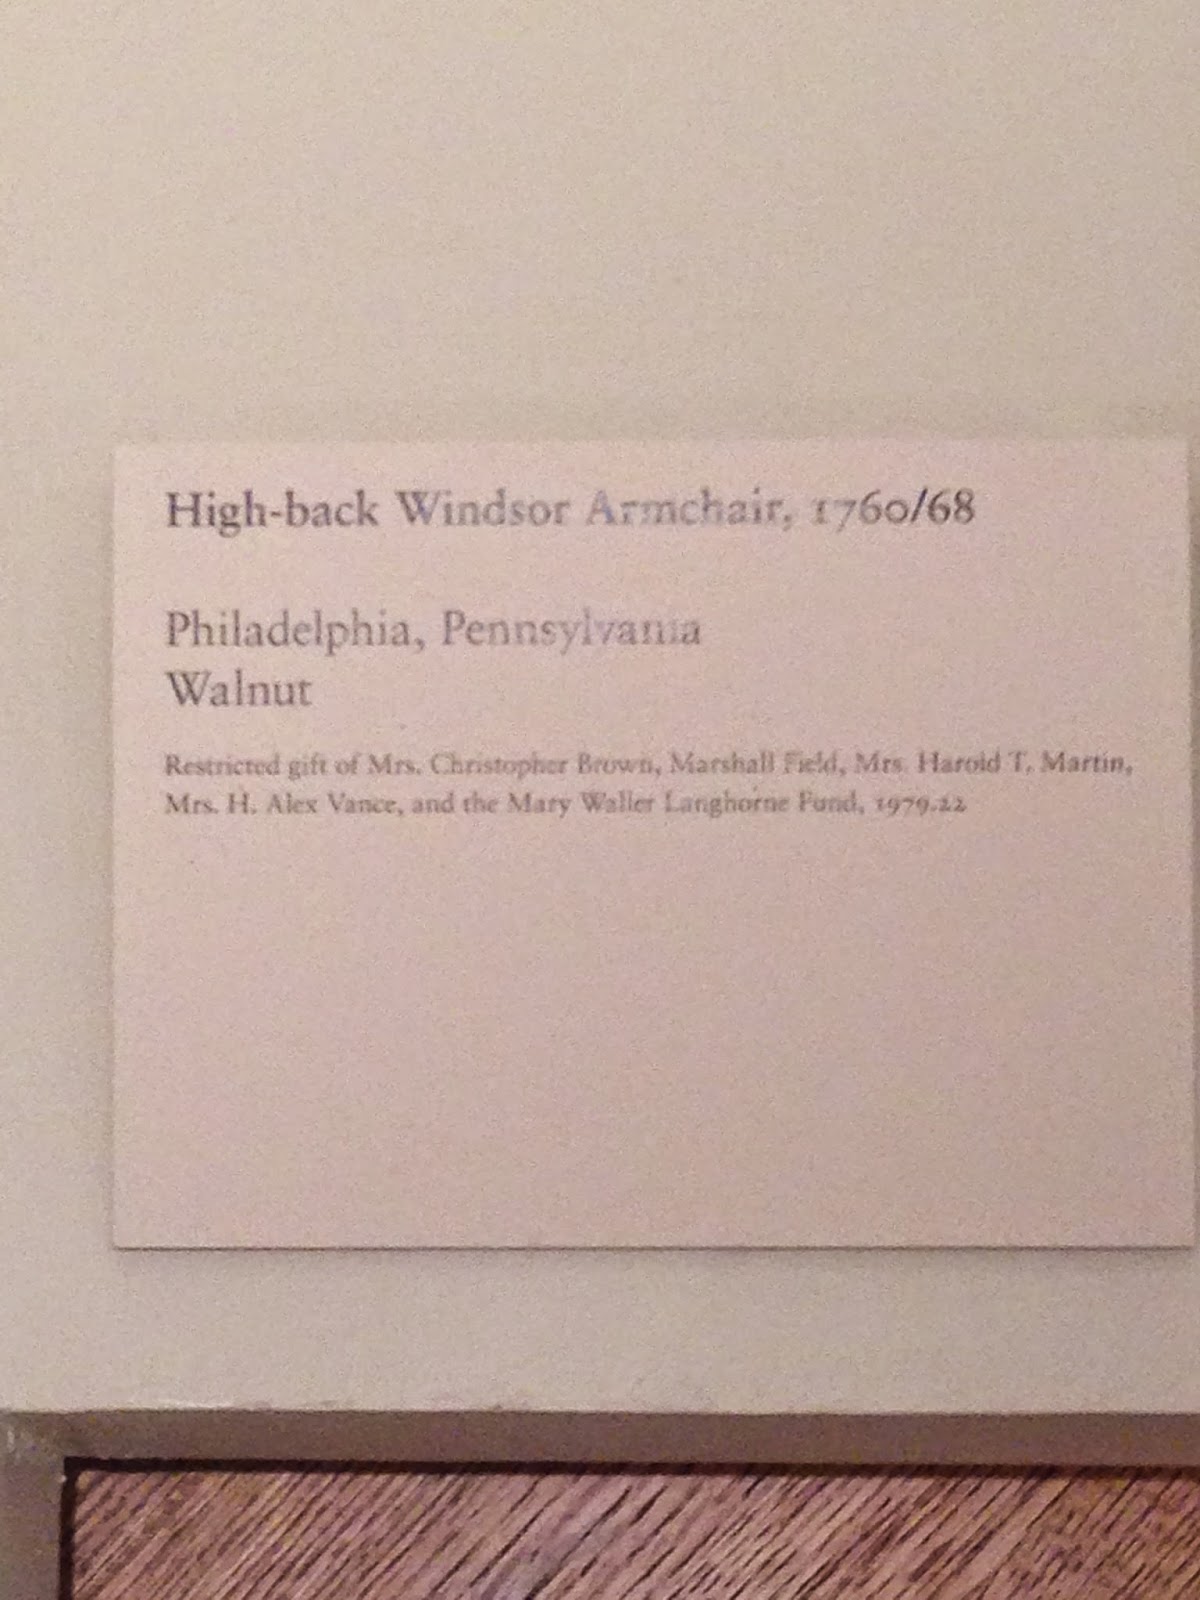 High-back Windsor Armchair, 1760/68
Philadelphia, Pennsylvania
Walnut
Restricted gift of Mrs. Christopher Brown, Marshall Field, Mrs. Harold T. Martin,
Mrs. H. Alex Vance, and the Mary Waller Langhorne Fund, 1979.22